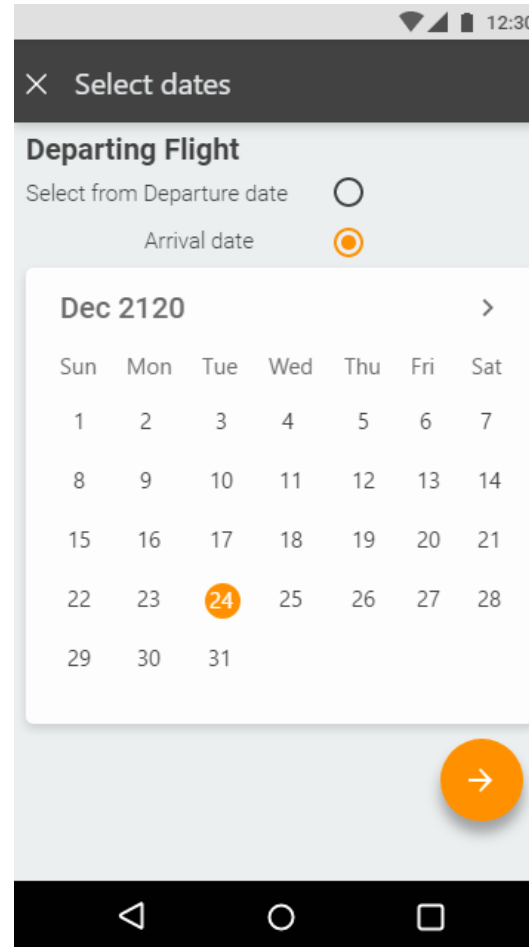 12:30
Select dates
Departing Flight
Select from Departure date
Arrival date
Dec 2120
Sun Mon Tue Wed Thu Fri Sat
1 2 3 4 5 6 7
8 9 10 11 12 13 14
15 16 17 18 19 20 21
22 23 24 25 26 27 28
29 30 31